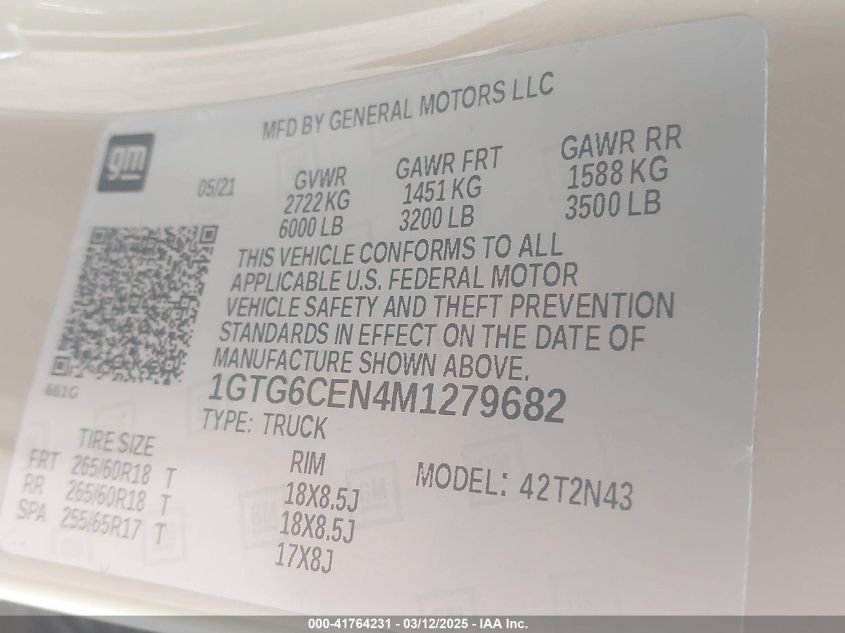 gm
MFD BY GENERAL MOTORS LLC
05/21
GVWR
2722 KG
6000 LB
GAWR FRT
1451 KG
3200 LB
GAWR RR
1588 KG
3500 LB
THIS VEHICLE CONFORMS TO ALL
APPLICABLE U.S. FEDERAL MOTOR
VEHICLE SAFETY AND THEFT PREVENTION
STANDARDS IN EFFECT ON THE DATE OF
MANUFACTURE SHOWN ABOVE.
661G
1GTG6CEN4M1279682
TYPE: TRUCK
TIRE SIZE
RIM
MODEL: 42T2N43
FRT 265/60R18 T 18X8.5J
RR 265/60R18 T 18X8.5J
SPA 255/65R17 T 17X8J
000-41764231 - 03/12/2025 - IAA Inc.